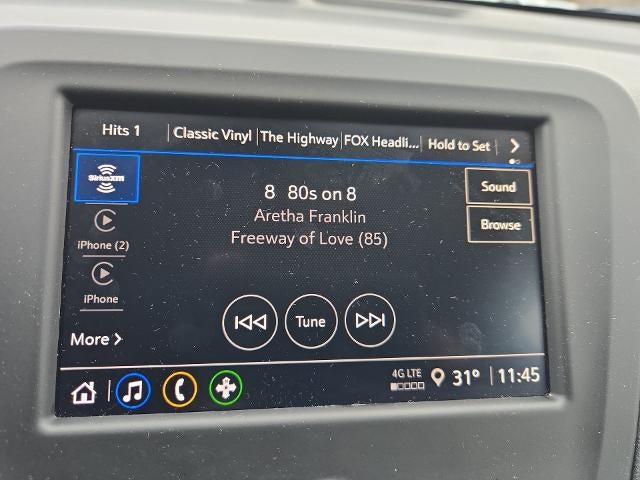 Hits 1 Classic Vinyl The Highway FOX Headli... Hold to Set
SiriusXM
8 80s on 8
Sound
Aretha Franklin
iPhone (2)
Freeway of Love (85)
Browse
iPhone
Tune
More
4G LTE
31° 11:45